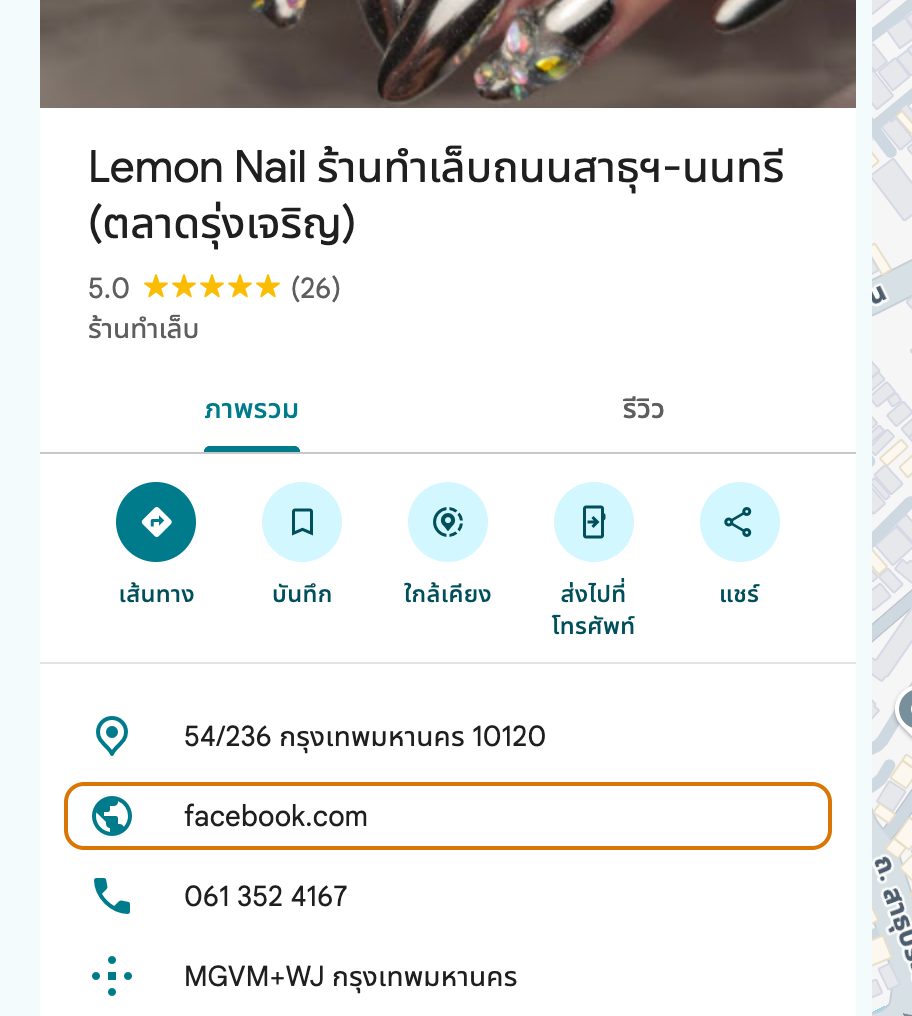 Lemon Nail ร้านทำเล็บถนนสาธุฯ-นนทรี
(ตลาดรุ่งเจริญ)
5.0 ★★★★★ (26)
ร้านทำเล็บ
ภาพรวม
รีวิว
เส้นทาง
บันทึก
ใกล้เคียง
ส่งไปที่
โทรศัพท์
แชร์
54/236 กรุงเทพมหานคร 10120
facebook.com
061 352 4167
MGVM+WJ กรุงเทพมหานคร